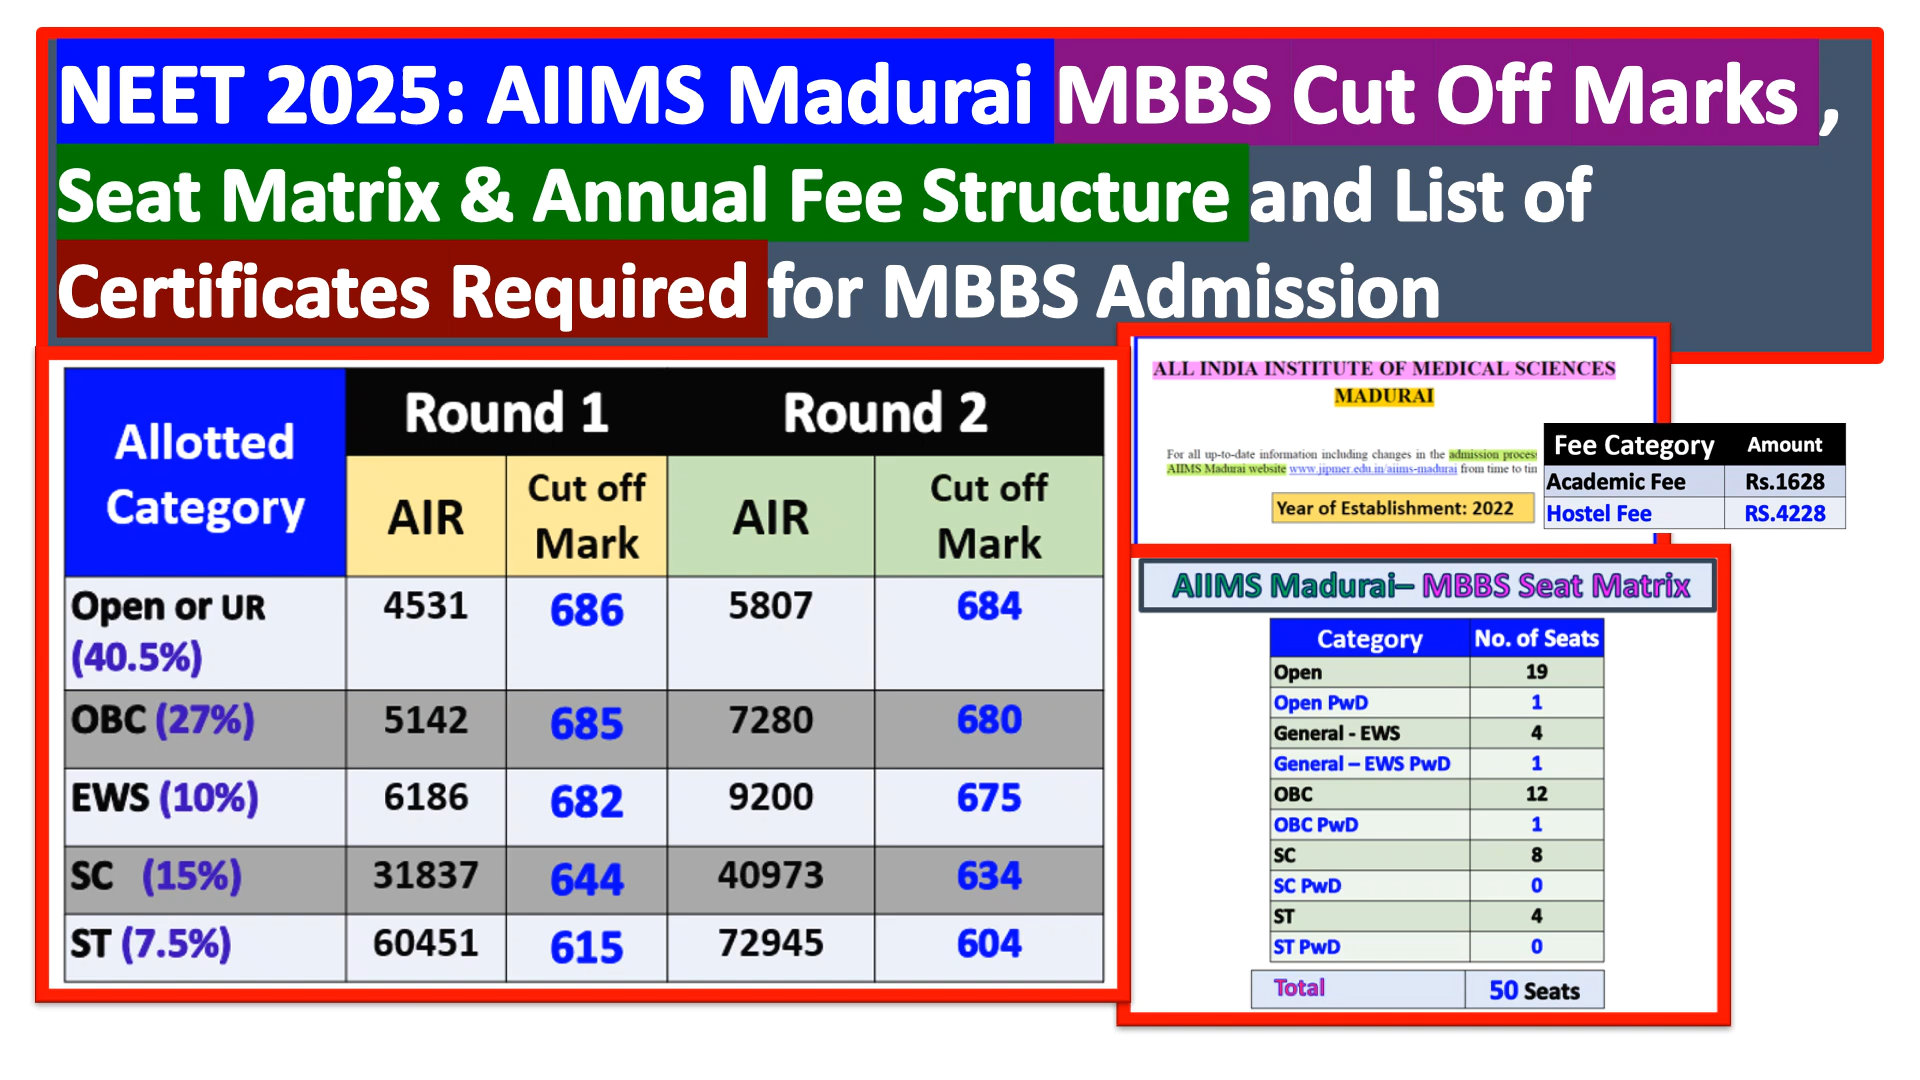 NEET 2025: AIIMS Madurai MBBS Cut Off Marks ,
Seat Matrix & Annual Fee Structure and List of
Certificates Required for MBBS Admission
Allotted Category Round 1 Round 2
AIR Cut off Mark AIR Cut off Mark
Open or UR (40.5%) 4531 686 5807 684
OBC (27%) 5142 685 7280 680
EWS (10%) 6186 682 9200 675
SC (15%) 31837 644 40973 634
ST (7.5%) 60451 615 72945 604
ALL INDIA INSTITUTE OF MEDICAL SCIENCES
MADURAI
For all up-to-date information including changes in the admission proces
AIIMS Madurai website www.jipmer.edu.in/aiims-madurai from time to tin
Year of Establishment: 2022
Fee Category Amount
Academic Fee Rs.1628
Hostel Fee RS.4228
AIIMS Madurai– MBBS Seat Matrix
Category No. of Seats
Open 19
Open PwD 1
General - EWS 4
General – EWS PwD 1
OBC 12
OBC PwD 1
SC 8
SC PwD 0
ST 4
ST PwD 0
Total 50 Seats